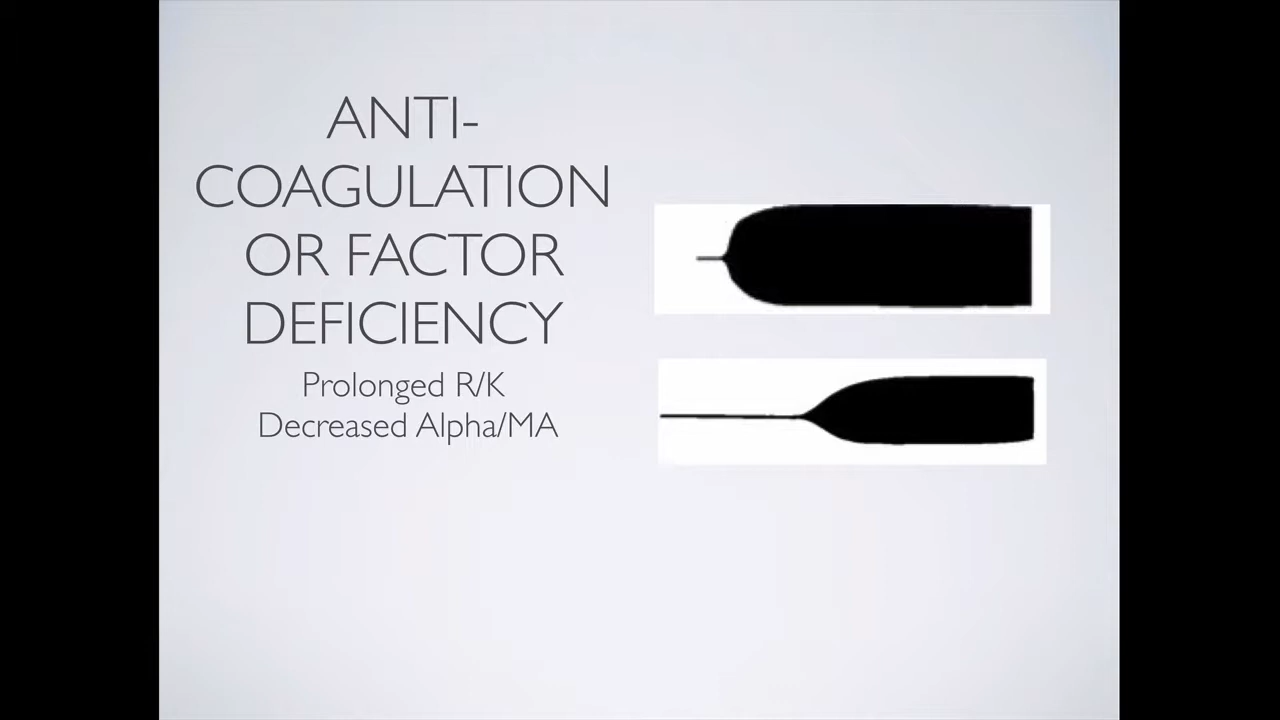 ANTI-
COAGULATION
OR FACTOR
DEFICIENCY
Prolonged R/K
Decreased Alpha/MA